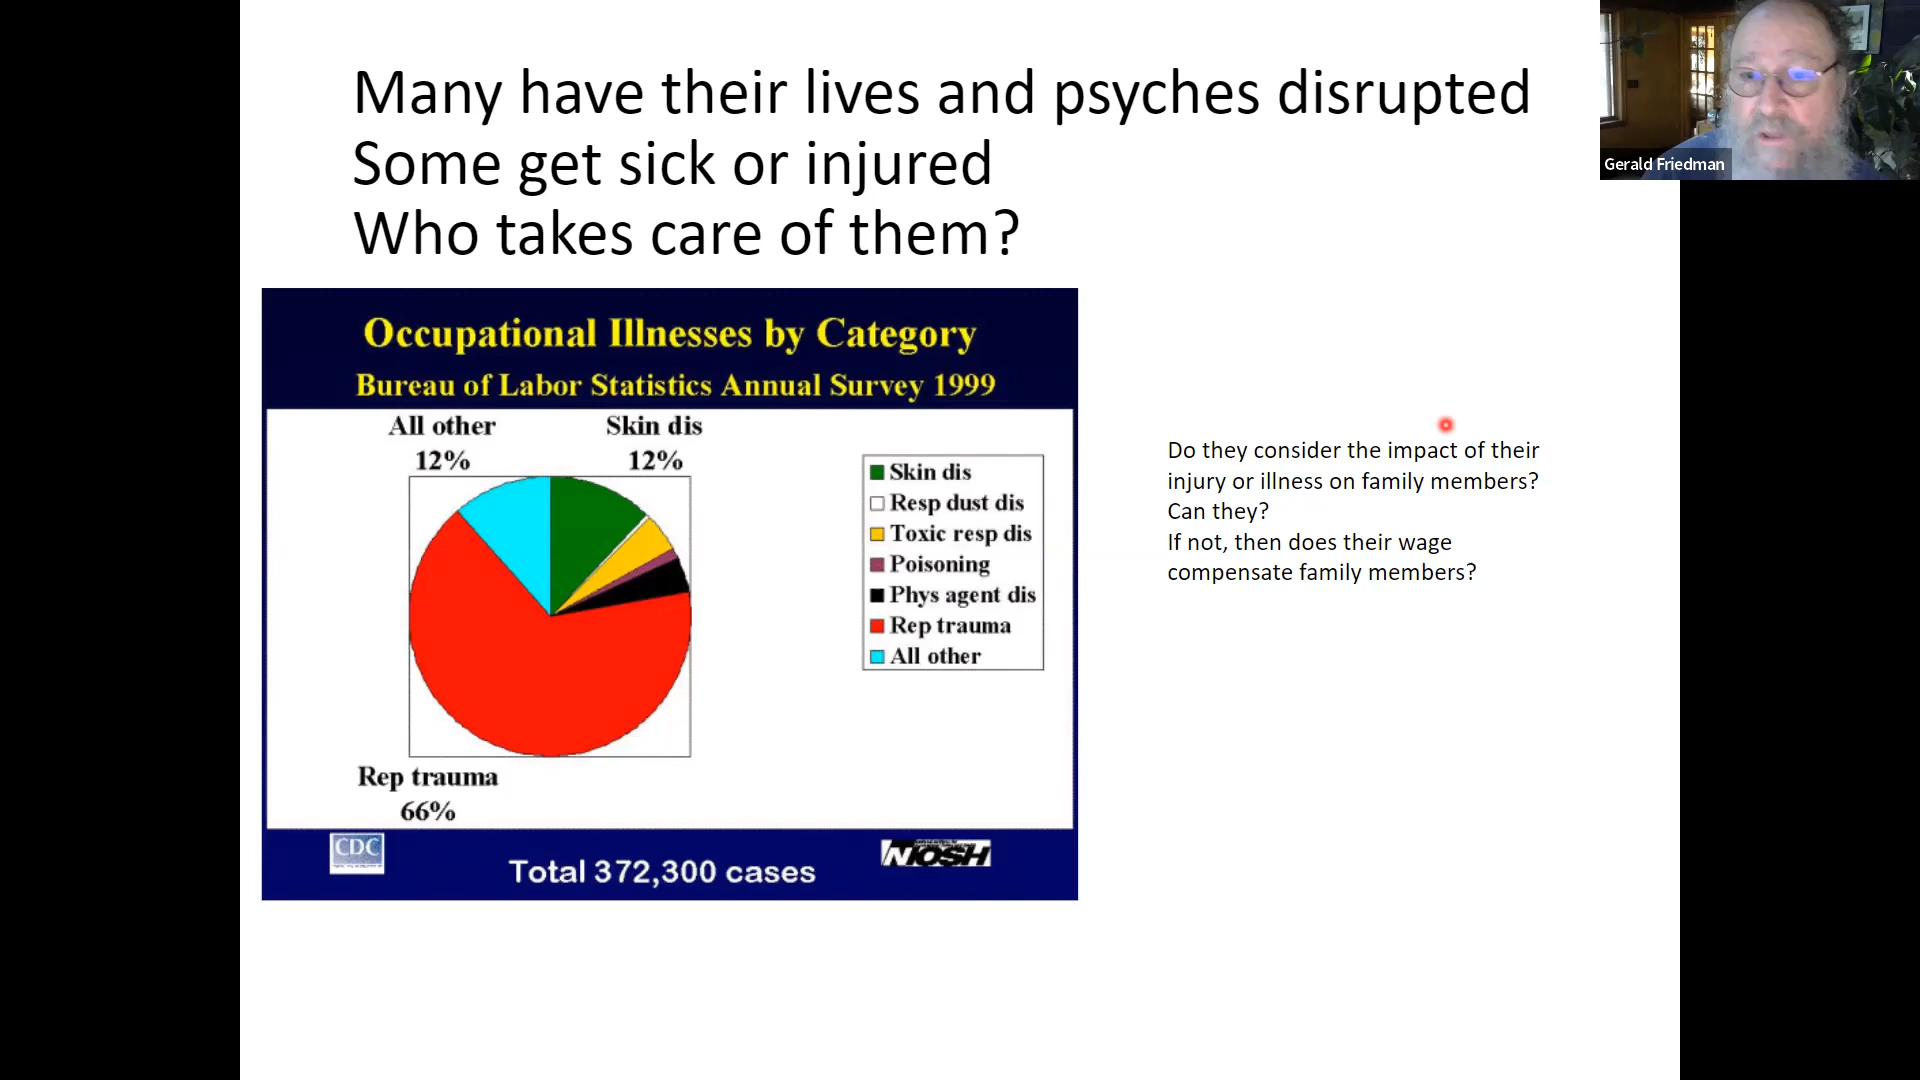 Many have their lives and psyches disrupted
Some get sick or injured
Who takes care of them?
Gerald Friedman
Occupational Illnesses by Category
Bureau of Labor Statistics Annual Survey 1999
All other
12%
Skin dis
12%
Skin dis
Resp dust dis
Toxic resp dis
Poisoning
Phys agent dis
Rep trauma
All other
Rep trauma
66%
CDC
Total 372,300 cases
NIOSH
Do they consider the impact of their
injury or illness on family members?
Can they?
If not, then does their wage
compensate family members?